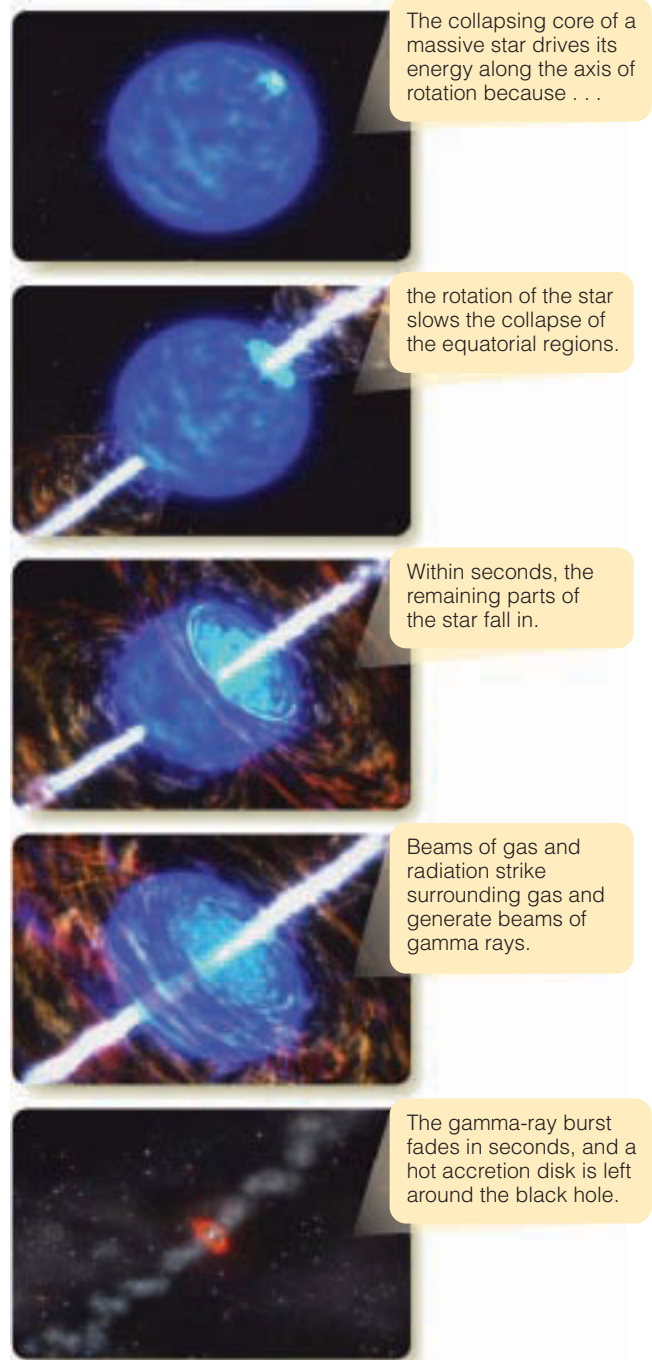 The collapsing core of a
massive star drives its
energy along the axis of
rotation because . . .
the rotation of the star
slows the collapse of
the equatorial regions.
Within seconds, the
remaining parts of
the star fall in.
Beams of gas and
radiation strike
surrounding gas and
generate beams of
gamma rays.
The gamma-ray burst
fades in seconds, and a
hot accretion disk is left
around the black hole.